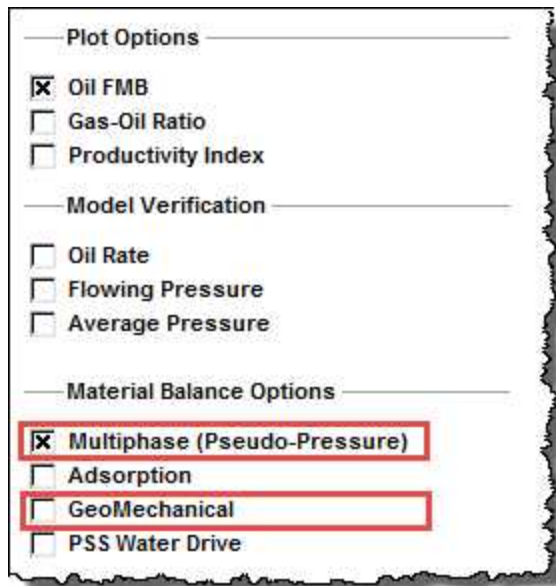 Plot Options
Oil FMB
Gas-Oil Ratio
Productivity Index
Model Verification
Oil Rate
Flowing Pressure
Average Pressure
Material Balance Options
Multiphase (Pseudo-Pressure)
Adsorption
GeoMechanical
PSS Water Drive